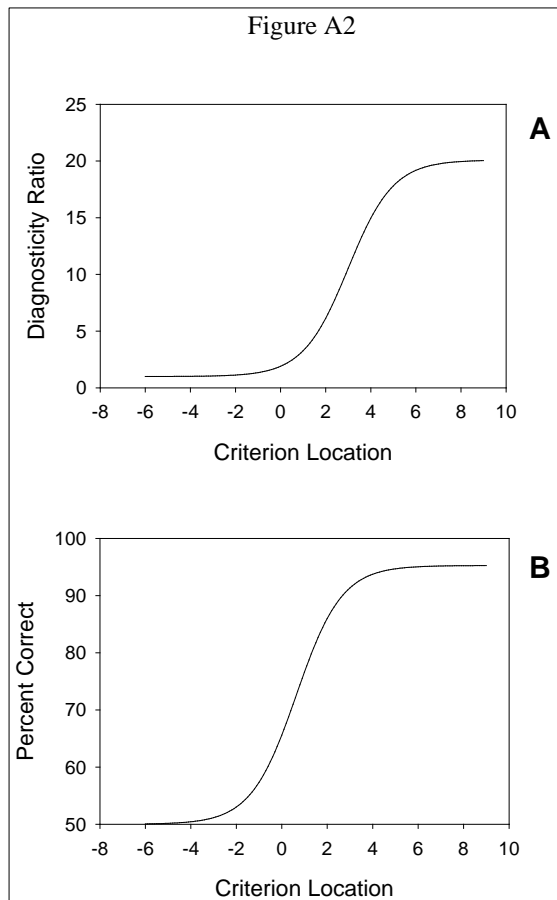 Figure A2
A
Diagnosticity Ratio
25
20
15
10
5
0
-8 -6 -4 -2 0 2 4 6 8 10
Criterion Location
B
Percent Correct
100
90
80
70
60
50
-8 -6 -4 -2 0 2 4 6 8 10
Criterion Location